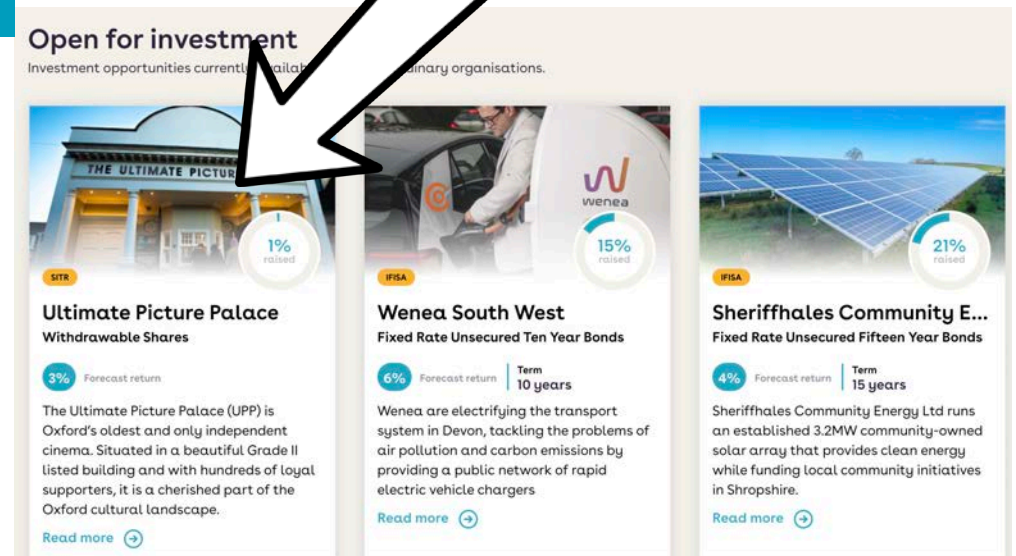 Open for investment
Investment opportunities currently dinary organisations.
THE ULTIMATE
1%
raised
SITR
Ultimate Picture Palace
Withdrawable Shares
3% Forecast return
The Ultimate Picture Palace (UPP) is
Oxford's oldest and only independent
cinema. Situated in a beautiful Grade II
listed building and with hundreds of loyal
supporters, it is a cherished part of the
Oxford cultural landscape.
Read more
wenea
15%
raised
IFISA
Wenea South West
Fixed Rate Unsecured Ten Year Bonds
6% Forecast return
Term
10 years
Wenea are electrifying the transport
system in Devon, tackling the problems of
air pollution and carbon emissions by
providing a public network of rapid
electric vehicle chargers
Read more
21%
raised
IFISA
Sheriffhales Community E...
Fixed Rate Unsecured Fifteen Year Bonds
4% Forecast return
Term
15 years
Sheriffhales Community Energy Ltd runs
an established 3.2MW community-owned
solar array that provides clean energy
while funding local community initiatives
in Shropshire.
Read more